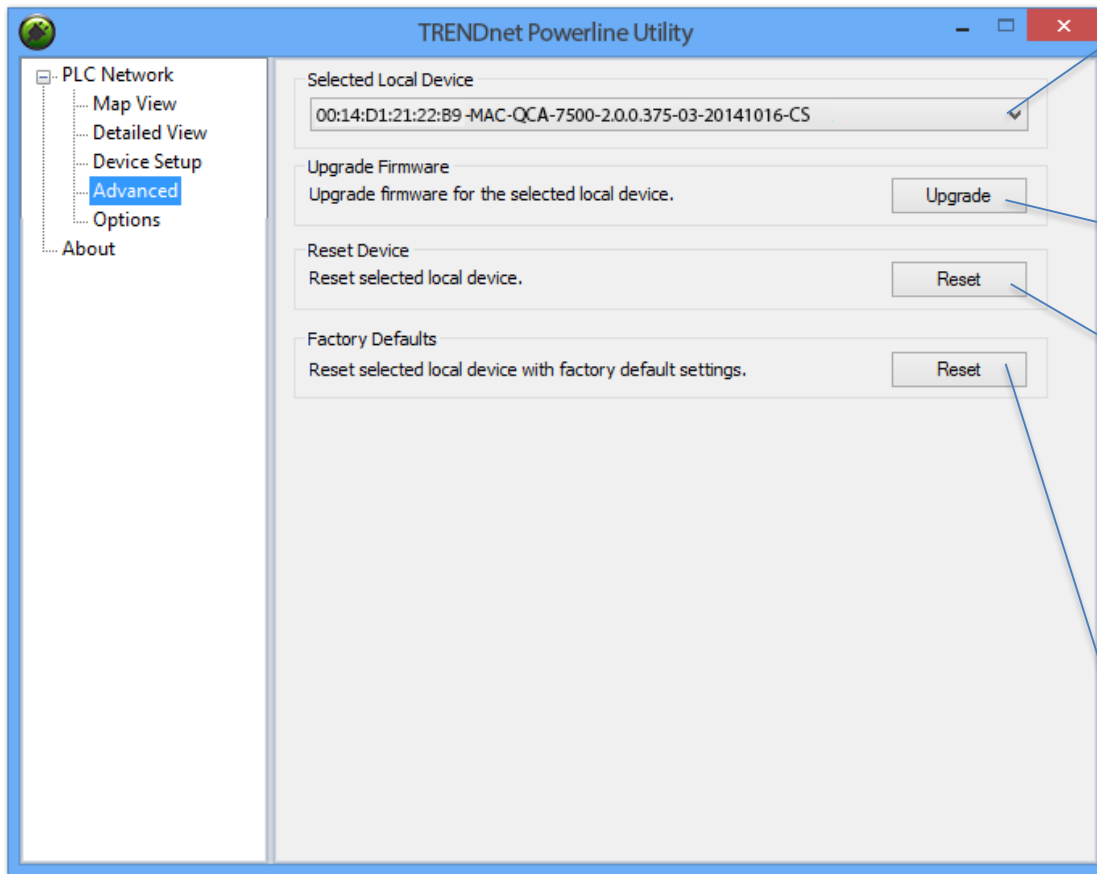 TRENDnet Powerline Utility
PLC Network
Map View
Detailed View
Device Setup
Advanced
Options
About
Selected Local Device
00:14:D1:21:22:B9-MAC-QCA-7500-2.0.0.375-03-20141016-CS
Upgrade Firmware
Upgrade firmware for the selected local device.
Upgrade
Reset Device
Reset selected local device.
Reset
Factory Defaults
Reset selected local device with factory default settings.
Reset